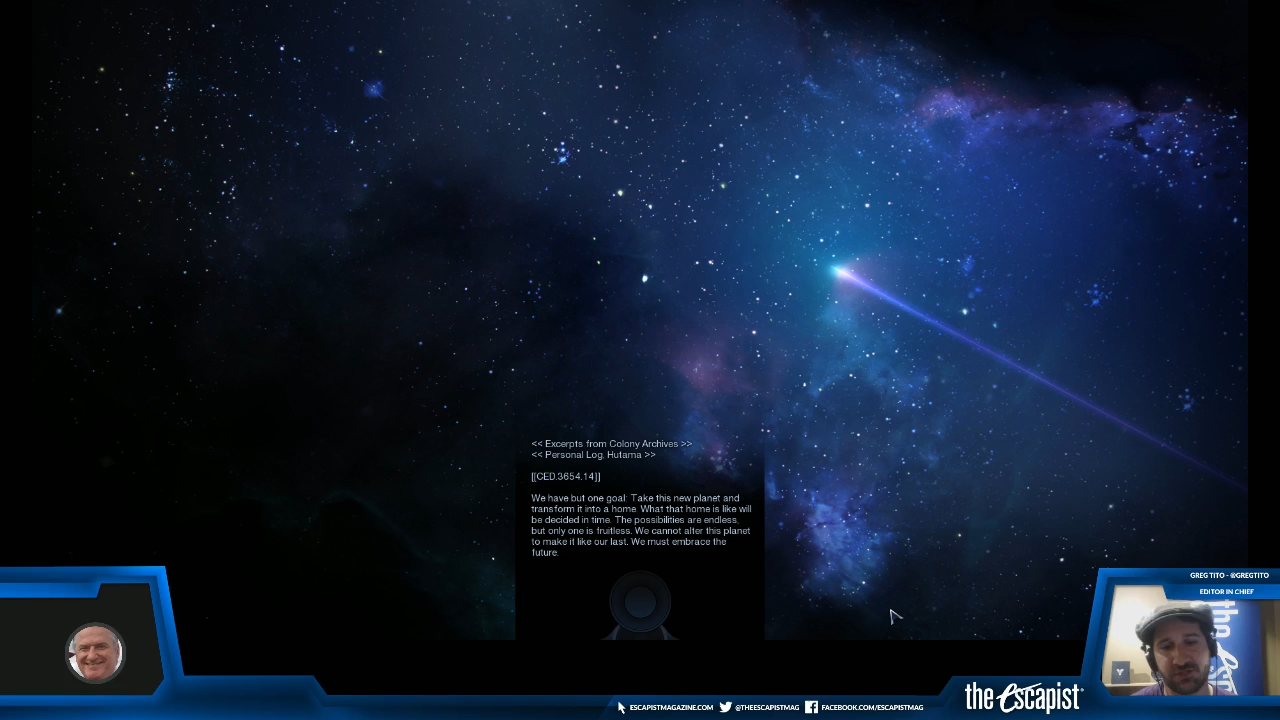 << Excerpts from Colony Archives >>
<< Personal Log, Hutama >>
[[CED.3654.14]]
We have but one goal: Take this new planet and
transform it into a home. What that home is like will
be decided in time. The possibilities are endless,
but only one is fruitless. We cannot alter this planet
to make it like our last. We must embrace the
future.
GREG TITO - @GREGTITO
EDITOR IN CHIEF
the
the Escapist
ESCAPISTMAGAZINE.COM @THEESCAPISTMAG FACEBOOK.COM/ESCAPISTMAG